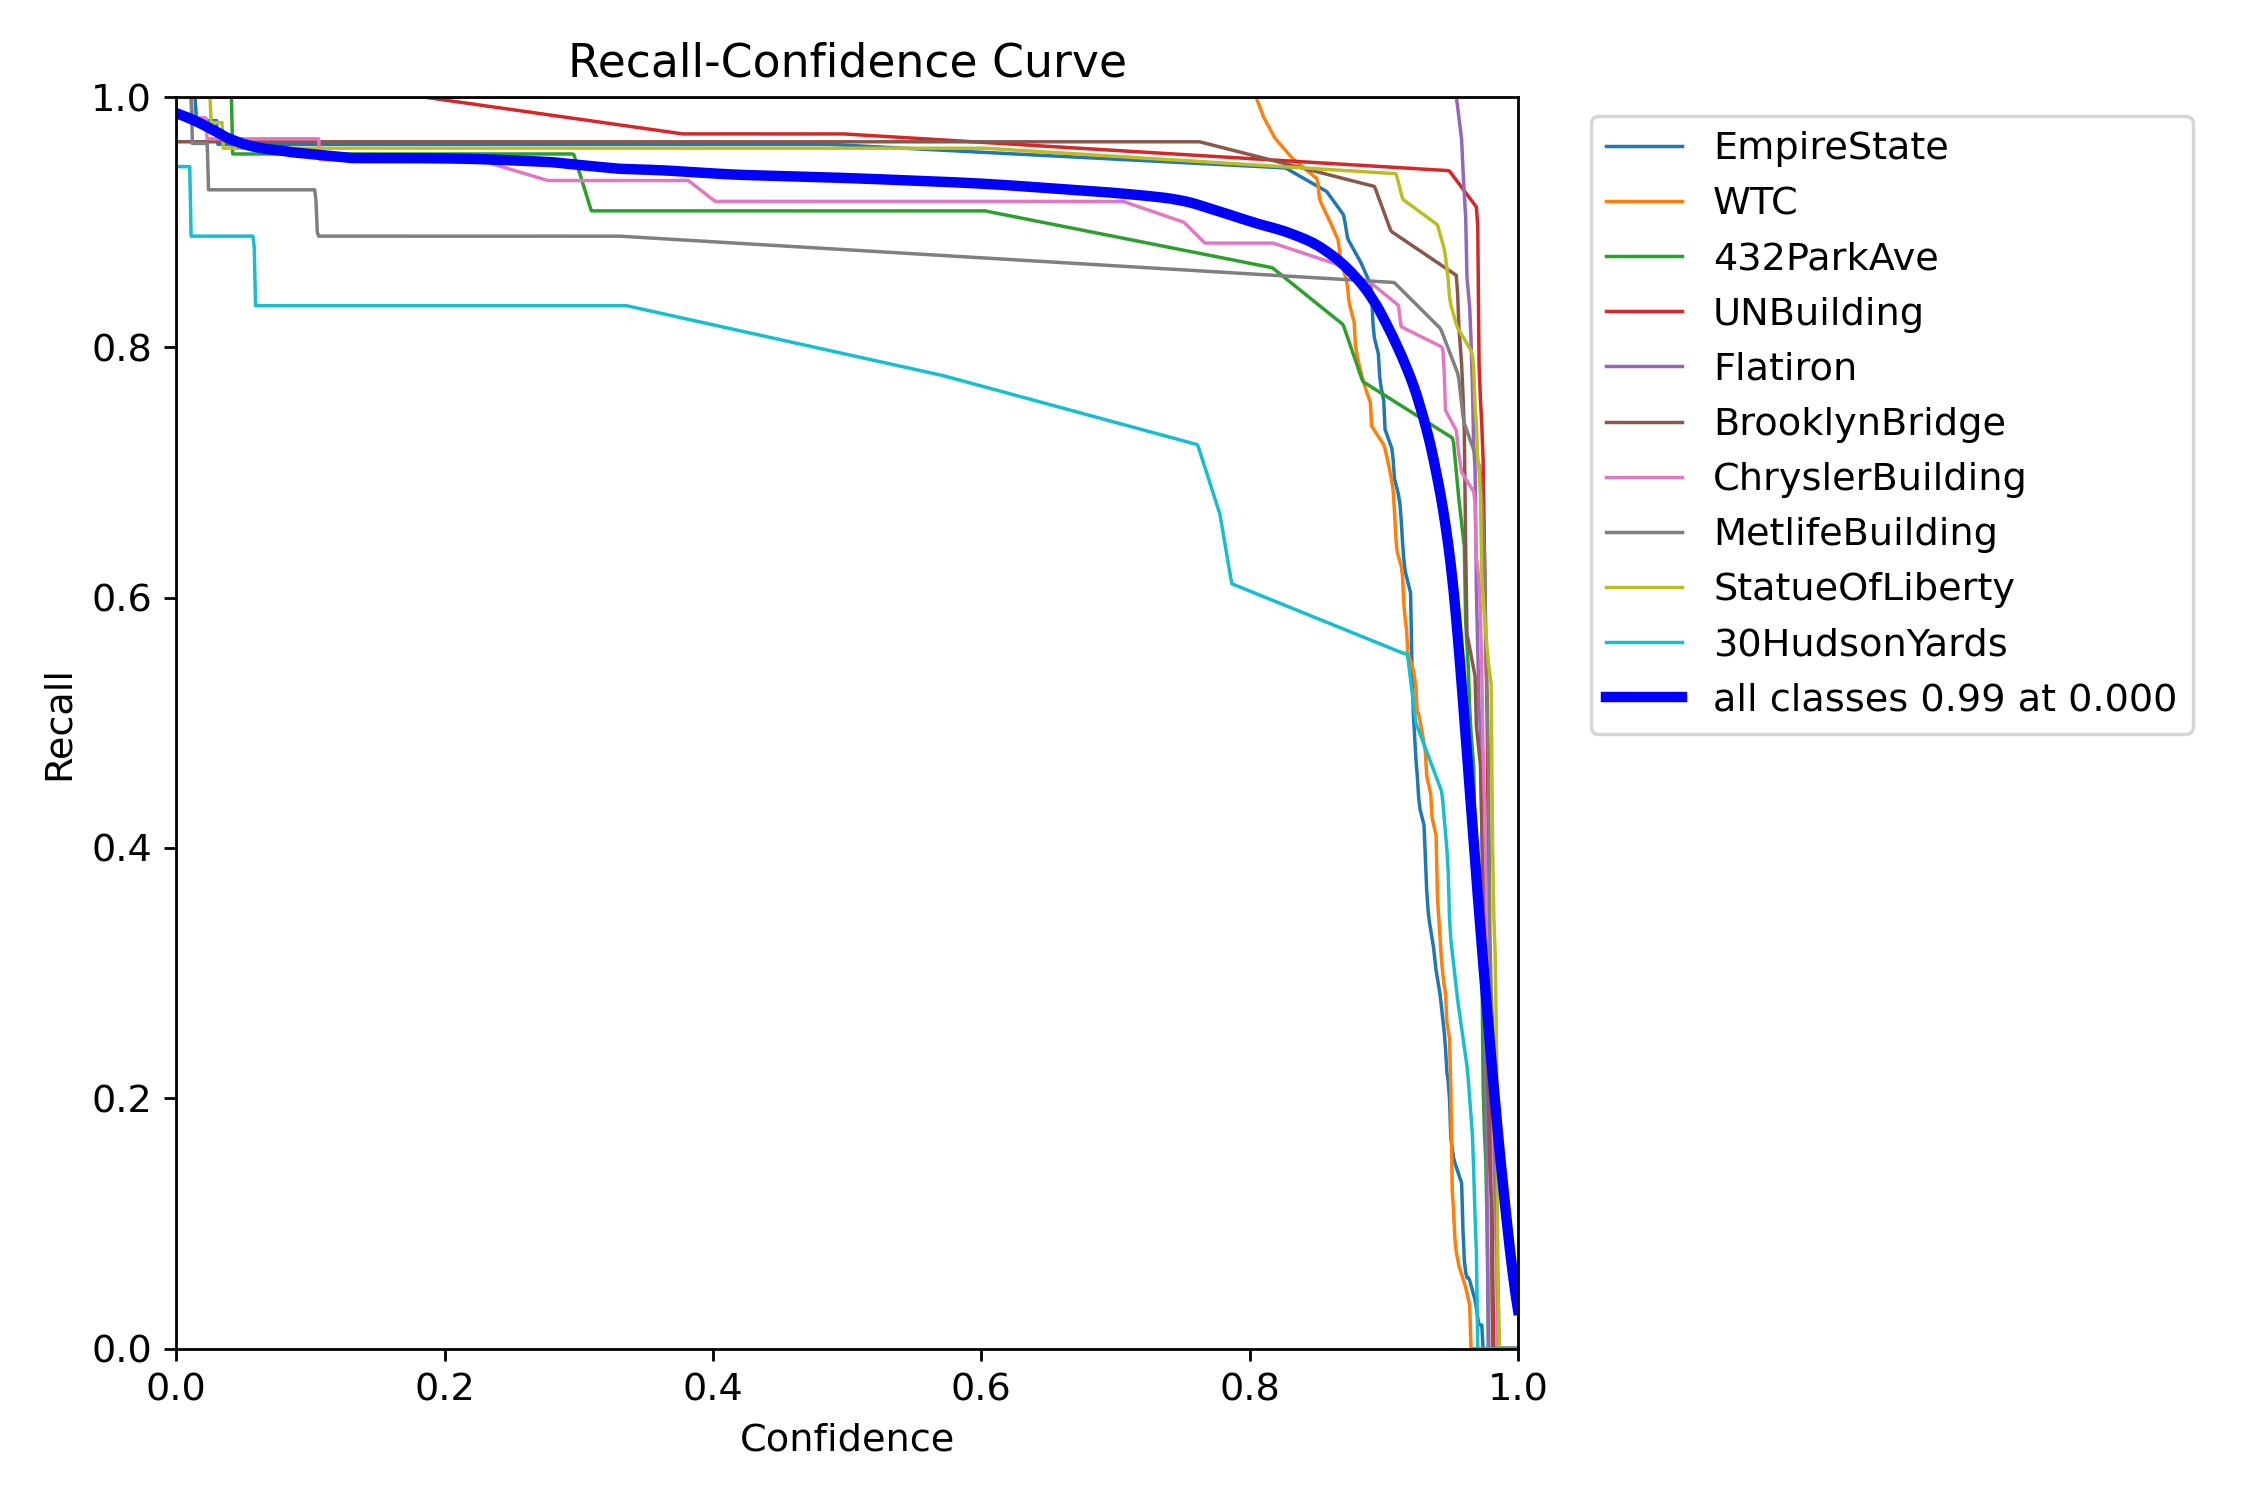 Recall-Confidence Curve
1.0
0.8
0.6
0.4
0.2
0.0
Recall
0.0 0.2 0.4 0.6 0.8 1.0
Confidence
EmpireState
WTC
432ParkAve
UNBuilding
Flatiron
BrooklynBridge
ChryslerBuilding
MetlifeBuilding
StatueOfLiberty
30HudsonYards
all classes 0.99 at 0.000